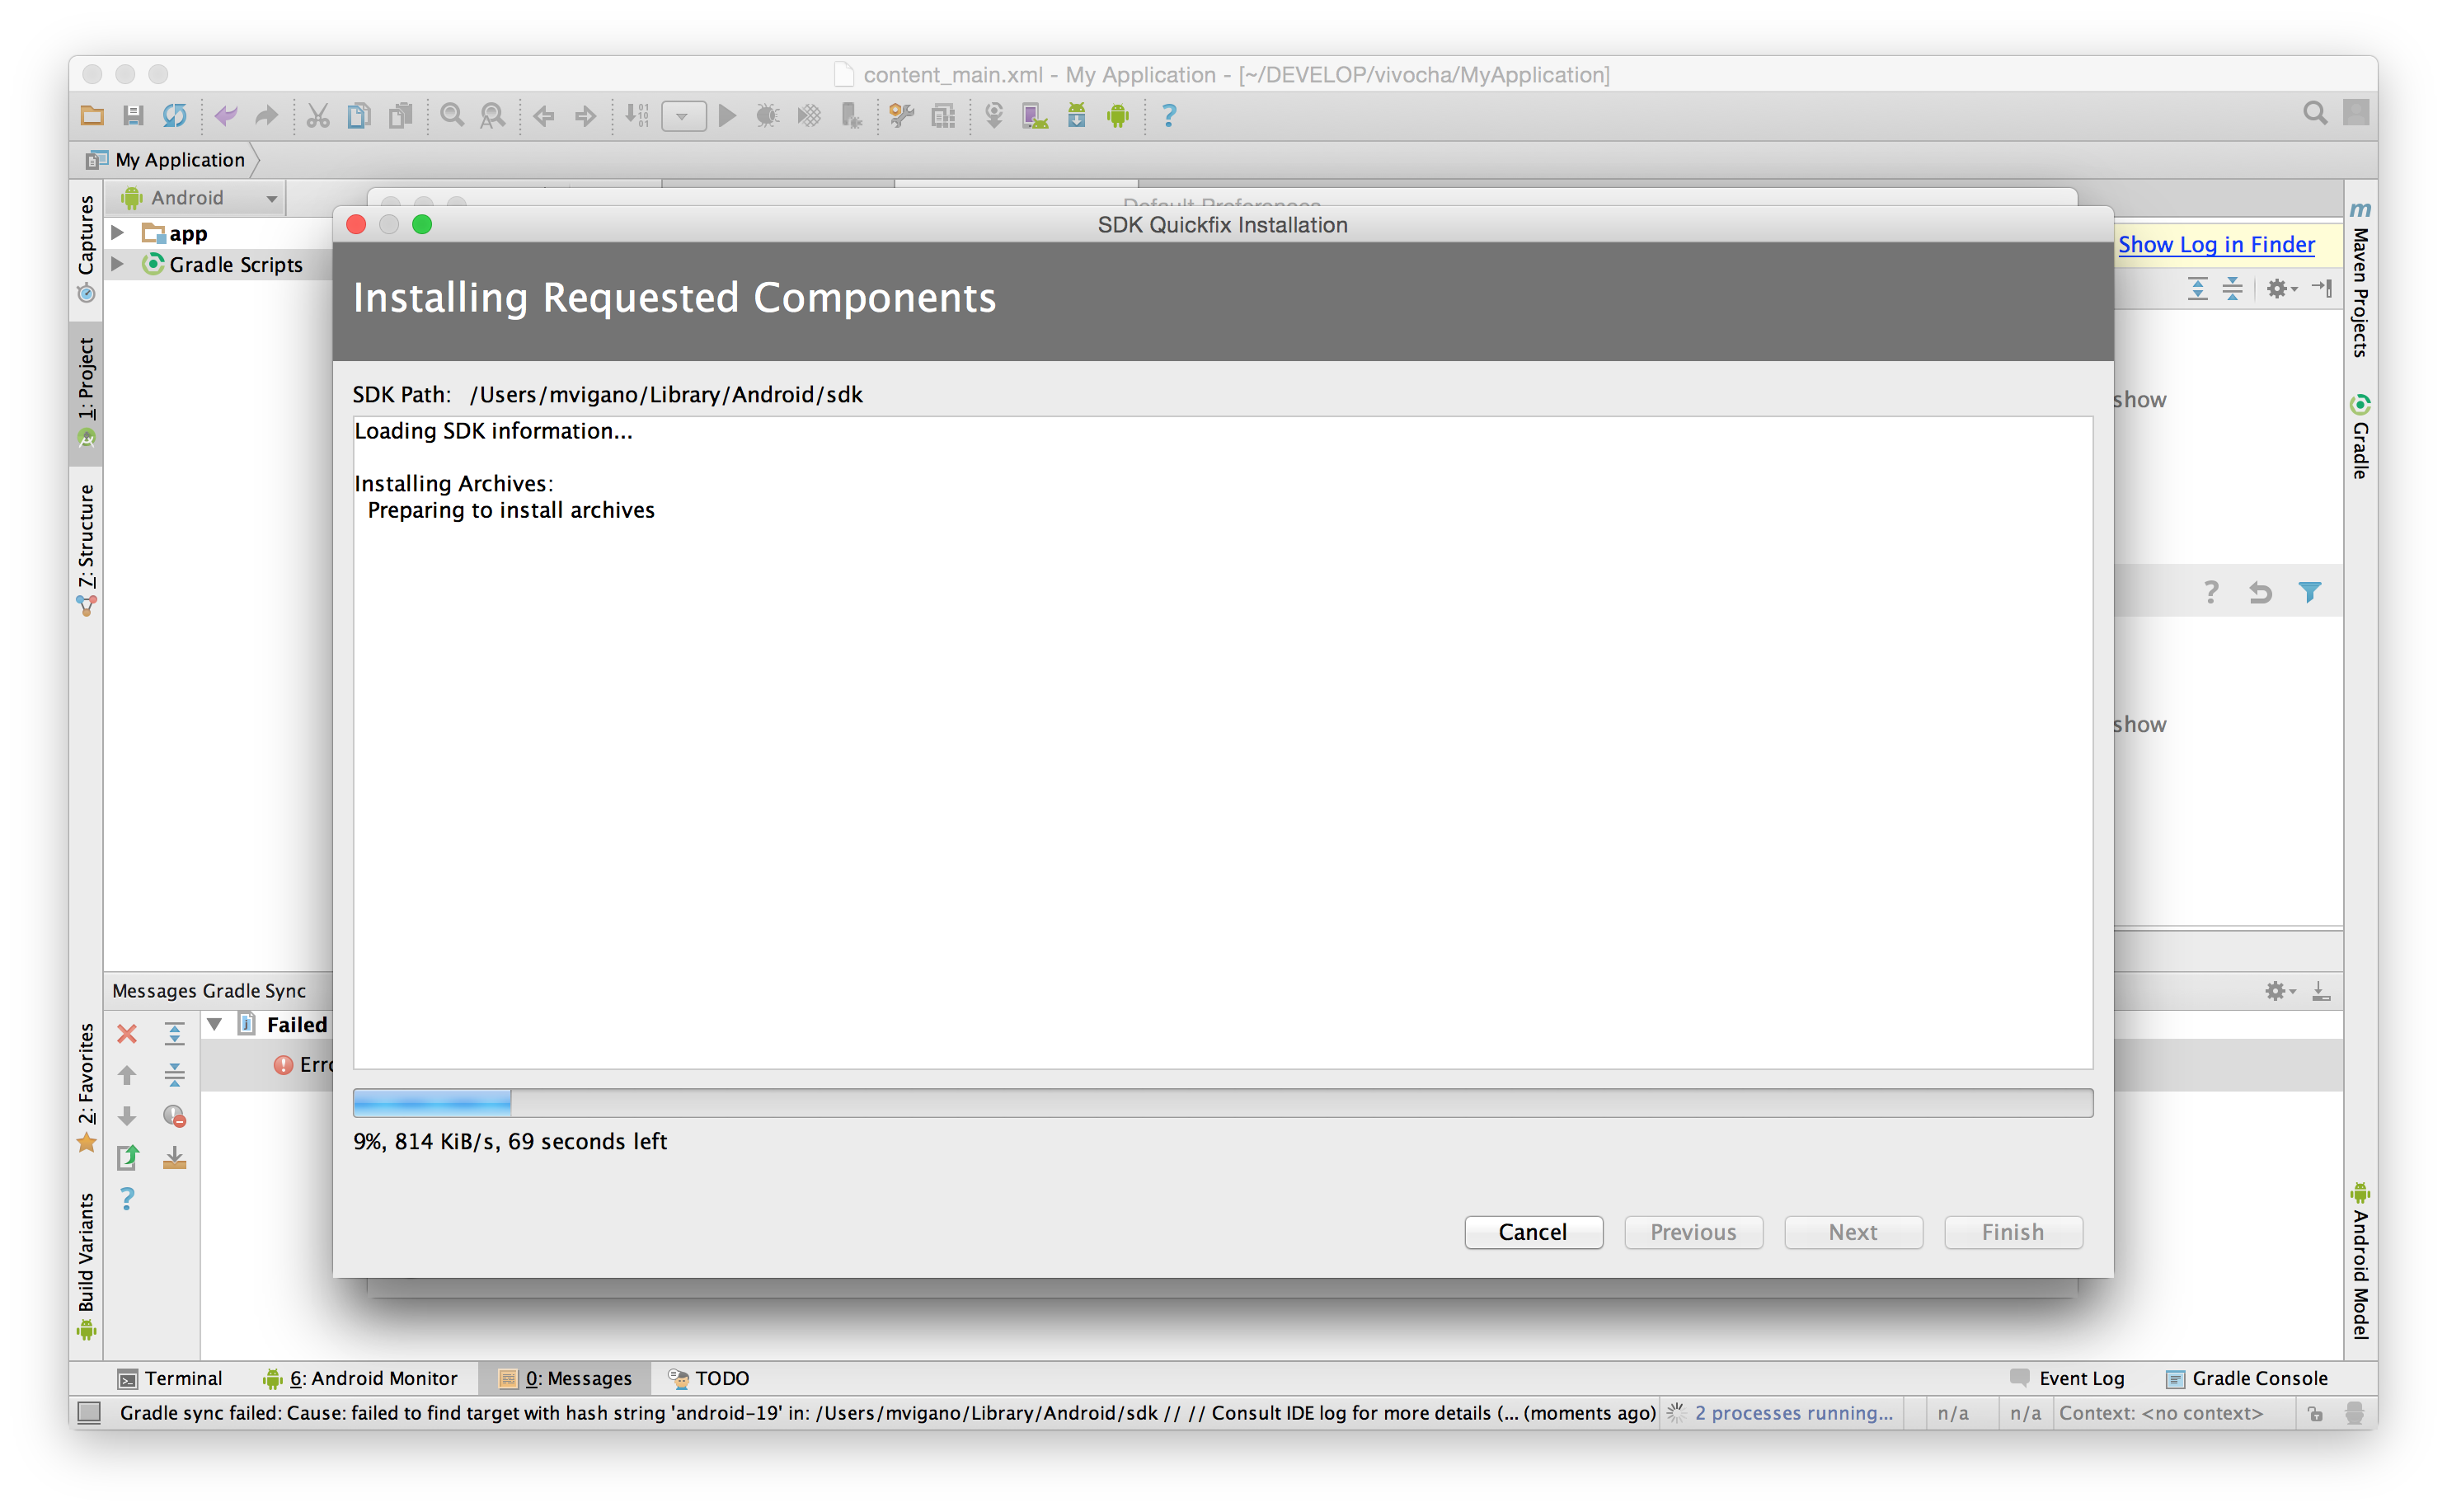 content_main.xml - My Application - [~/DEVELOP/vivocha/MyApplication]
My Application
Android
Default Preferences
SDK Quickfix Installation
app
Gradle Scripts
Show Log in Finder
Installing Requested Components
SDK Path: /Users/mvigano/Library/Android/sdk
Loading SDK information...
Installing Archives:
Preparing to install archives
show
show
9%, 814 KiB/s, 69 seconds left
Cancel
Previous
Next
Finish
Captures
1: Project
7: Structure
2: Favorites
Build Variants
m
Maven Projects
Gradle
Android Model
Messages Gradle Sync
Failed
Terminal
6: Android Monitor
0: Messages
TODO
Event Log
Gradle Console
Gradle sync failed: Cause: failed to find target with hash string 'android-19' in: /Users/mvigano/Library/Android/sdk // // Consult IDE log for more details (... (moments ago)
2 processes running...
n/a
n/a
Context: <no context>